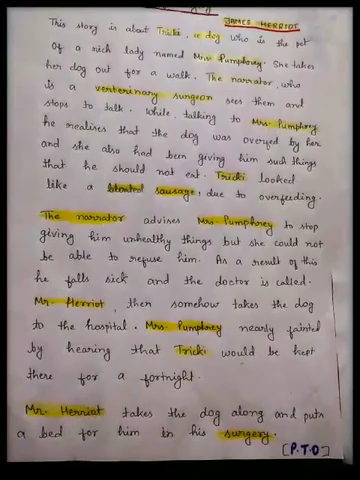 JAMES HERRIOT
This story is about Tricki, a dog who is the pet
of a rich lady named Mrs. Pumphrey. She takes
her dog out for a walk. The narrator, who
is a verterinary surgeon sees them and
stops to talk. While, talking to Mrs. Pumphrey
he realises that the dog was overfed by her
and she also had been giving him such things
that he should not eat. Tricki looked
like a sausage, due to overfeeding.
The narrator advises Mrs Pumphrey to stop
giving him unhealthy things but she could not
be able to refuse him. As a result of this
he falls sick and the doctor is called.
Mr. Herriot, then somehow takes the dog
to the hospital. Mrs. Pumphrey nearly fainted
by hearing that Tricki would be kept
there for a fortnight.
Mr. Herriot takes the dog along and puts
a bed for him in his surgery.
[P.T.O]